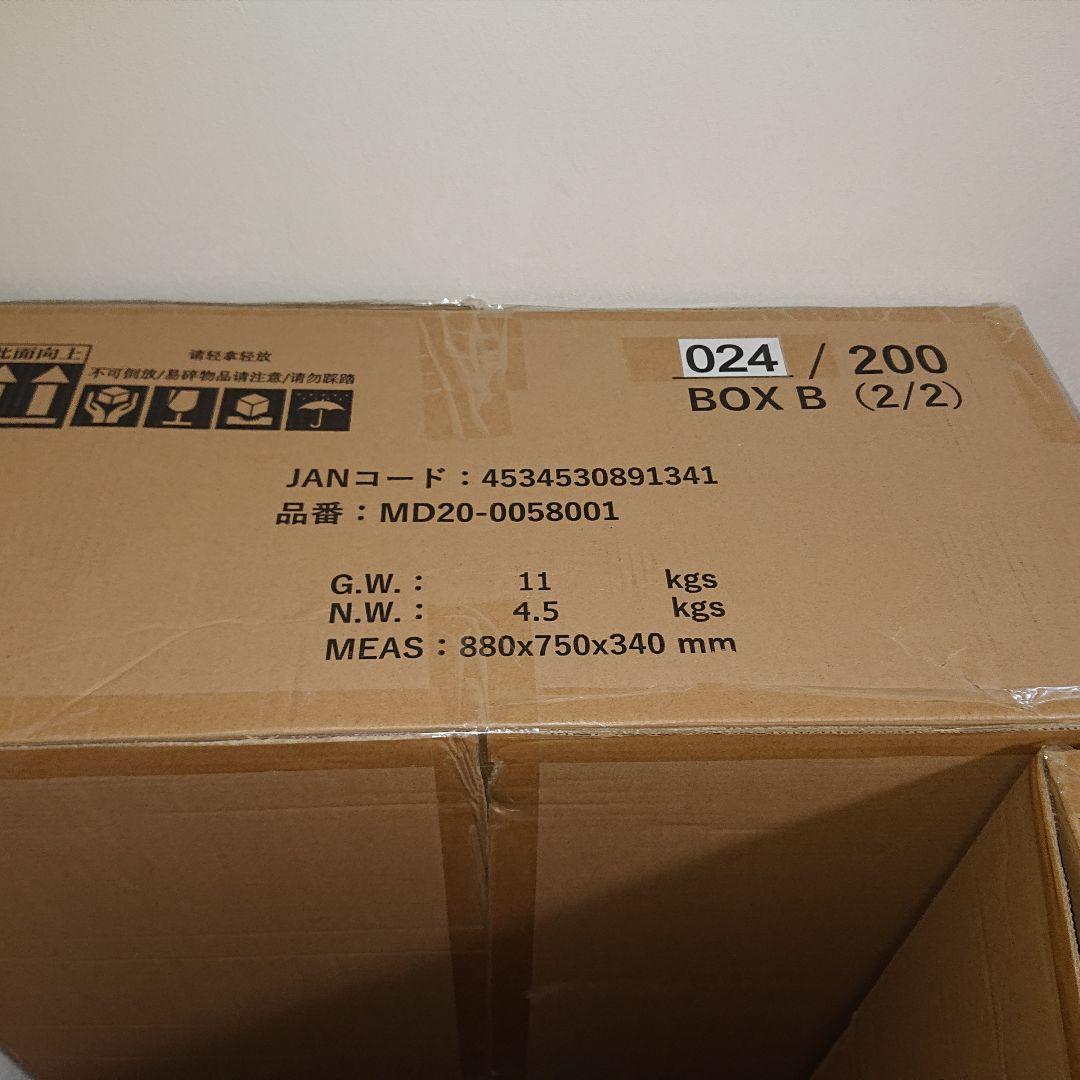 此面向上
请轻拿轻放
不可倒放/易碎物品请注意/请勿踩踏
024 / 200
BOX B (2/2)
JANコード：4534530891341
品番：MD20-0058001
G.W.： 11 kgs
N.W.： 4.5 kgs
MEAS：880x750x340 mm